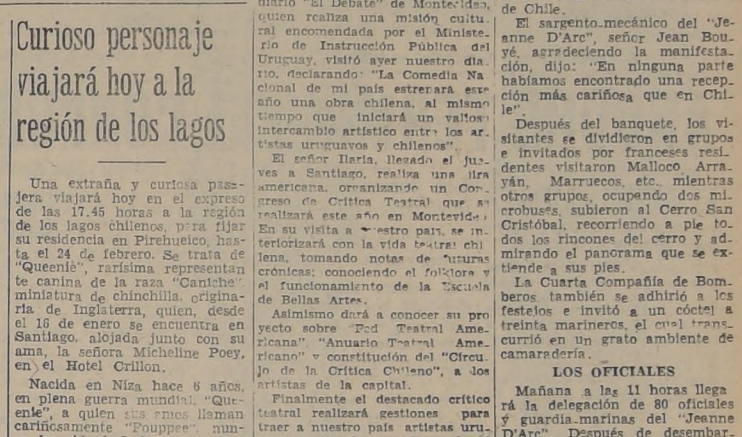 Curioso personaje
viajará hoy a la
región de los lagos
Una extraña y curiosa pasa-
jera viajará hoy en el expreso
de las 17.45 horas a la región
de los lagos chilenos, para fijar
su residencia en Pirehueico, has-
ta el 24 de febrero. Se trata de
"Queeniè", rarísima representan
te canina de la raza "Caniche"
miniatura de chinchilla, origina-
ria de Inglaterra, quien, desde
el 16 de enero se encuentra en
Santiago, alojada junto con su
ama, la señora Micheline Poey,
en el Hotel Crillon.
Nacida en Niza hace 6 años,
en plena guerra mundial, "Que-
enie", a quien sus amos llaman
cariñosamente "Pouppee", nun-
diario "El Debate" de Montevideo,
quien realiza una misión cultu-
ral encomendada por el Ministe-
rio de Instrucción Pública del
Uruguay, visitó ayer nuestro dia-
rio, declarando: "La Comedia Na
cional de mi país estrenará este
año una obra chilena, al mismo
tiempo que iniciará un valioso
intercambio artístico entre los ar-
tistas uruguayos y chilenos".
El señor Ilaria, llegado el jue-
ves a Santiago, realiza una jira
americana, organizando un Con-
greso de Crítica Teatral que se
realizará este año en Montevideo
En su visita a nuestro país, se in-
teriorizará con la vida teatral chi
lena, tomando notas de futuras
crónicas; conociendo el folklore y
el funcionamiento de la Escuela
de Bellas Artes.
Asimismo dará a conocer su pro
yecto sobre "Red Teatral Ame-
ricana", "Anuario Teatral Ame-
ricano" y constitución del "Círcu-
lo de la Crítica Chileno", a los
artistas de la capital.
Finalmente el destacado crítico
teatral realizará gestiones para
traer a nuestro país artistas uru-
de Chile.
El sargento-mecánico del "Je-
anne D'Arc", señor Jean Bou-
yé, agradeciendo la manifesta-
ción, dijo: "En ninguna parte
habíamos encontrado una recep-
ción más cariñosa que en Chi-
le".
Después del banquete, los vi-
sitantes se dividieron en grupos
e invitados por franceses resi-
dentes visitaron Malloco, Arra-
yán, Marruecos, etc., mientras
otros grupos, ocupando dos mi-
crobuses, subieron al Cerro San
Cristóbal, recorriendo a pie to-
dos los rincones del cerro y ad-
mirando el panorama que se ex-
tiende a sus pies.
La Cuarta Compañía de Bom-
beros también se adhirió a los
festejos e invitó a un cóctel a
treinta marineros, el cual trans-
currió en un grato ambiente de
camaradería.
LOS OFICIALES
Mañana a las 11 horas llega
rá la delegación de 80 oficiales
y guardia-marinas del "Jeanne
D'Arc". Después de desembar-